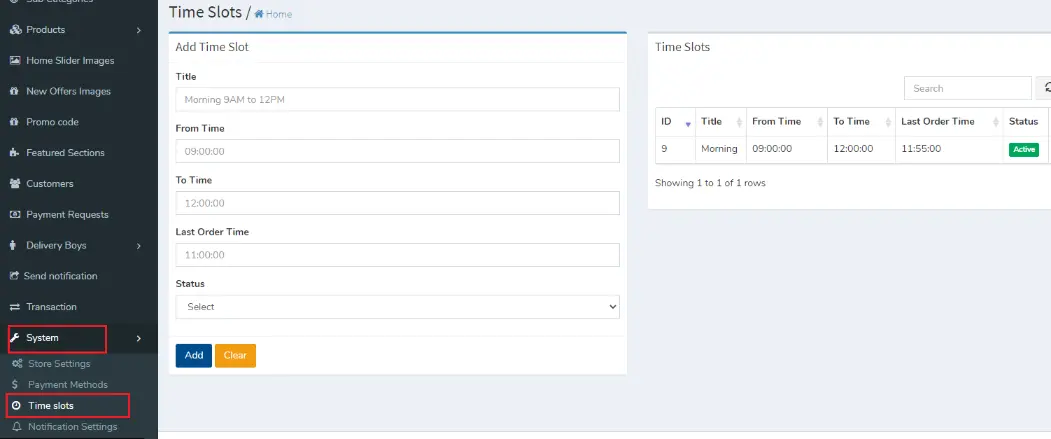 Sub Categories
Products
Home Slider Images
New Offers Images
Promo code
Featured Sections
Customers
Payment Requests
Delivery Boys
Send notification
Transaction
System
Store Settings
Payment Methods
Time slots
Notification Settings
Time Slots / Home
Add Time Slot
Title
Morning 9AM to 12PM
From Time
09:00:00
To Time
12:00:00
Last Order Time
11:00:00
Status
Select
Add Clear
Time Slots
Search
ID Title From Time To Time Last Order Time Status
9 Morning 09:00:00 12:00:00 11:55:00 Active
Showing 1 to 1 of 1 rows